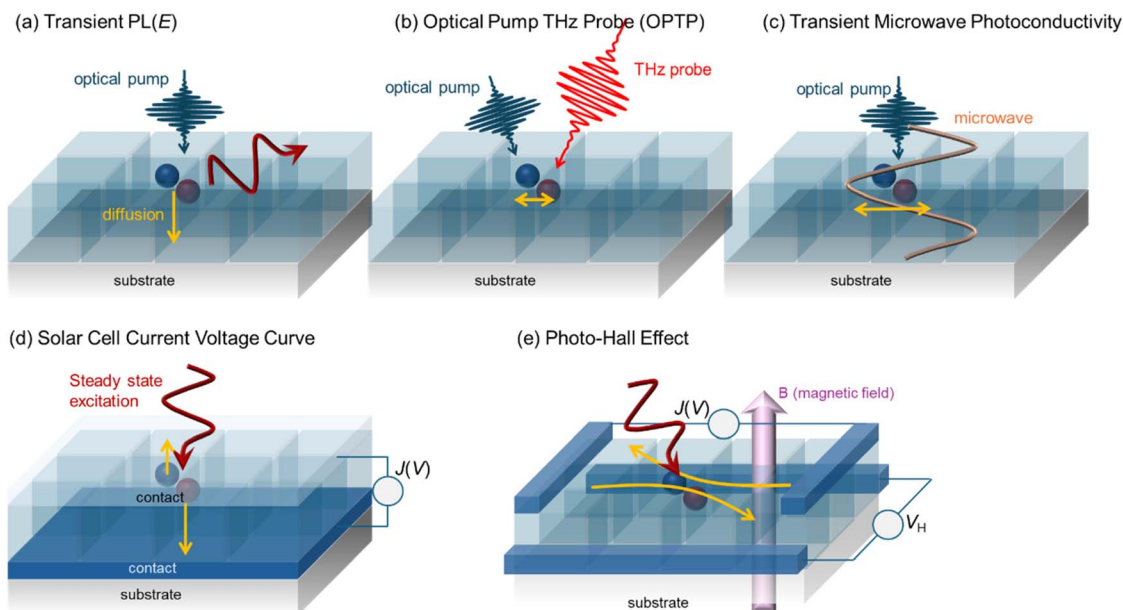 (a) Transient PL(E)
optical pump
diffusion
substrate
(b) Optical Pump THz Probe (OPTP)
optical pump
THz probe
substrate
(c) Transient Microwave Photoconductivity
optical pump
microwave
substrate
(d) Solar Cell Current Voltage Curve
Steady state
excitation
J(V)
contact
contact
substrate
(e) Photo-Hall Effect
B (magnetic field)
J(V)
VH
substrate